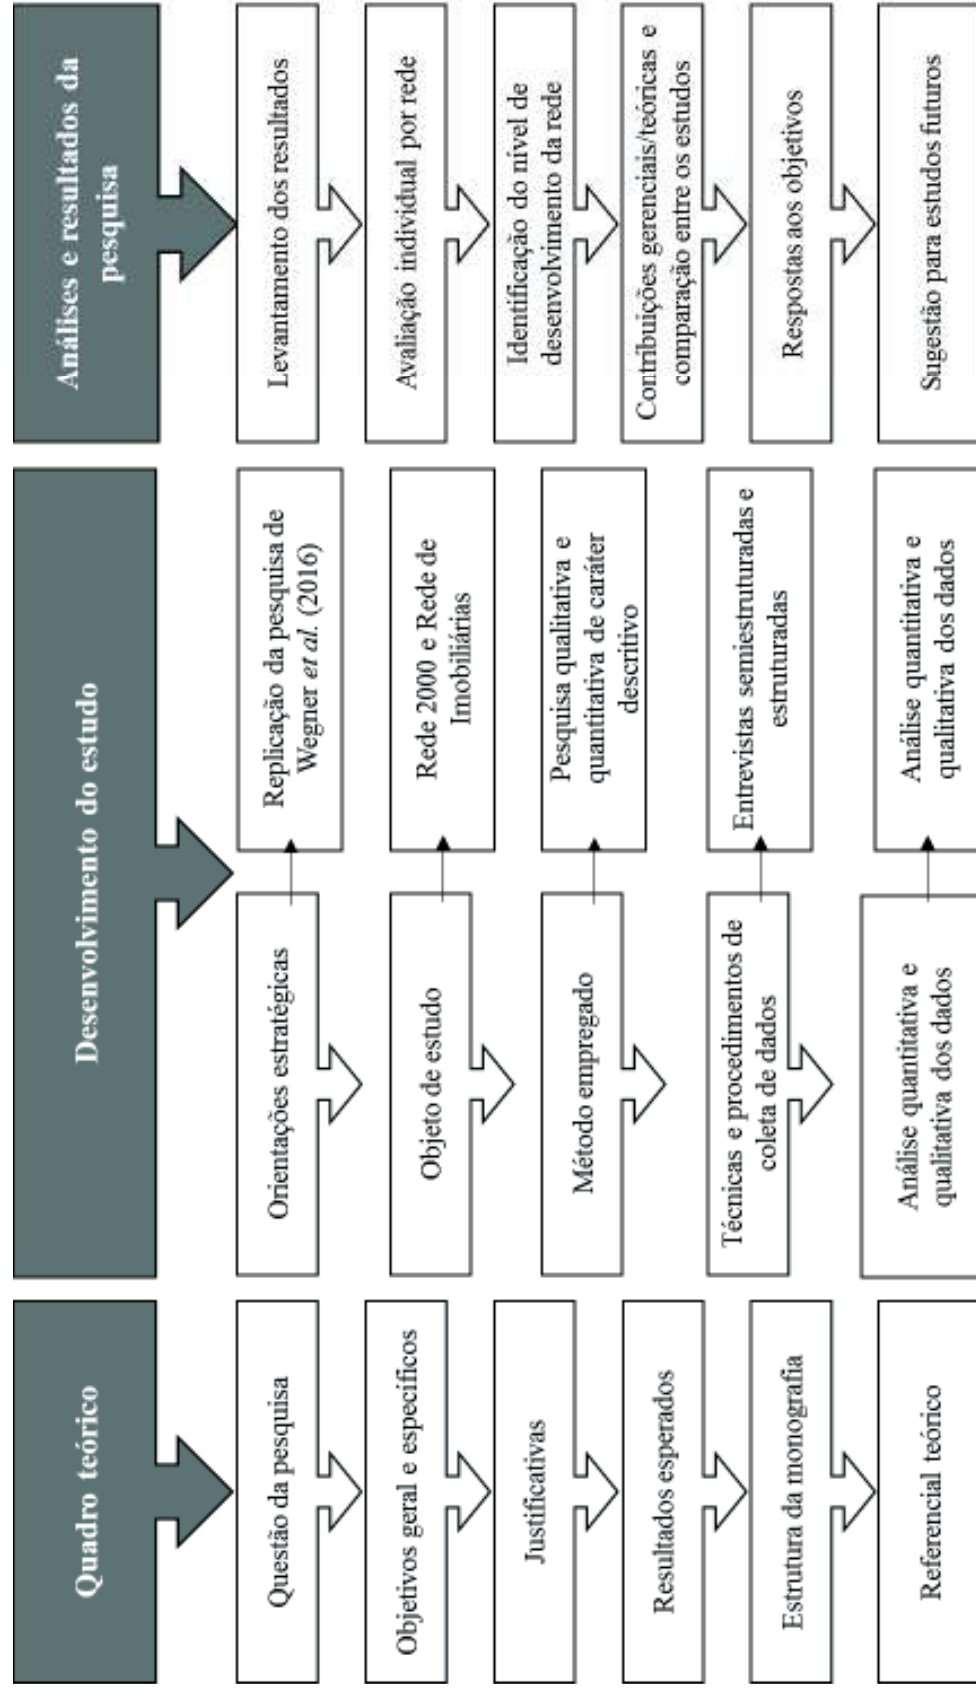 Quadro teórico
Questão da pesquisa
Objetivos geral e específicos
Justificativas
Resultados esperados
Estrutura da monografia
Referencial teórico
Desenvolvimento do estudo
Orientações estratégicas
Replicação da pesquisa de
Wegner et al. (2016)
Objeto de estudo
Rede 2000 e Rede de
Imobiliárias
Método empregado
Pesquisa qualitativa e
quantitativa de caráter
descritivo
Técnicas e procedimentos de
coleta de dados
Entrevistas semiestruturadas e
estruturadas
Análise quantitativa e
qualitativa dos dados
Análise quantitativa e
qualitativa dos dados
Análises e resultados da
pesquisa
Levantamento dos resultados
Avaliação individual por rede
Identificação do nível de
desenvolvimento da rede
Contribuições gerenciais/teóricas e
comparação entre os estudos
Respostas aos objetivos
Sugestão para estudos futuros